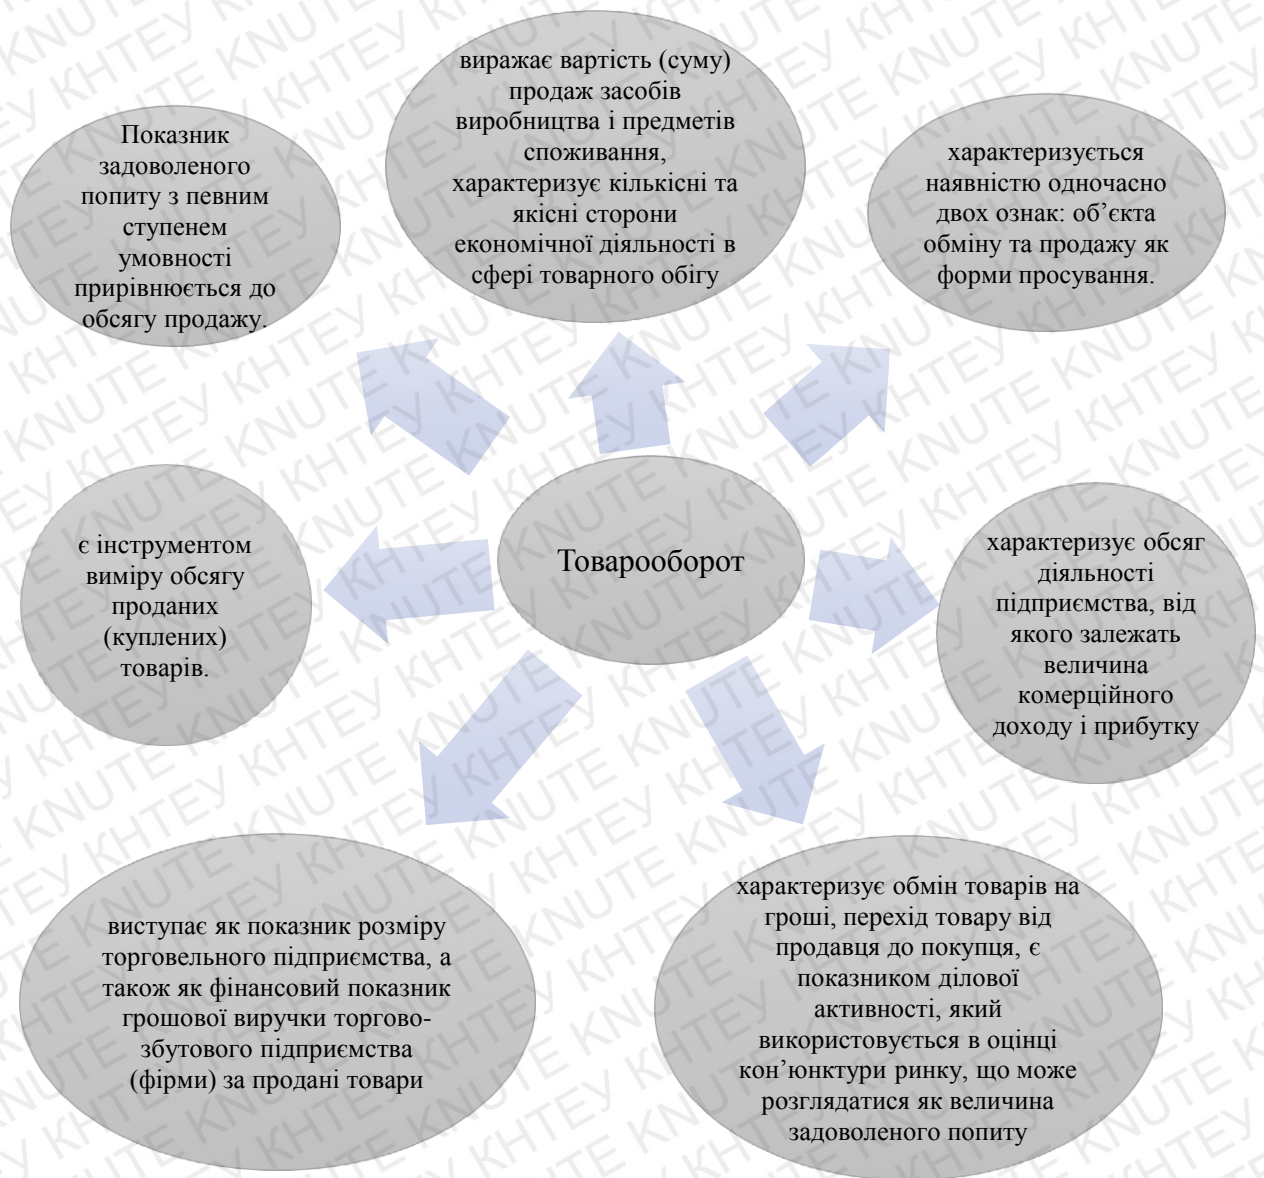 виражає вартість (суму)
продаж засобів
виробництва і предметів
споживання,
характеризує кількісні та
якісні сторони
економічної діяльності в
сфері товарного обігу
Показник
задоволеного
попиту з певним
ступенем
умовності
прирівнюється до
обсягу продажу.
характеризується
наявністю одночасно
двох ознак: об’єкта
обміну та продажу як
форми просування.
є інструментом
виміру обсягу
проданих
(куплених)
товарів.
Товарооборот
характеризує обсяг
діяльності
підприємства, від
якого залежать
величина
комерційного
доходу і прибутку
виступає як показник розміру
торговельного підприємства, а
також як фінансовий показник
грошової виручки торгово-
збутового підприємства
(фірми) за продані товари
характеризує обмін товарів на
гроші, перехід товару від
продавця до покупця, є
показником ділової
активності, який
використовується в оцінці
кон’юнктури ринку, що може
розглядатися як величина
задоволеного попиту